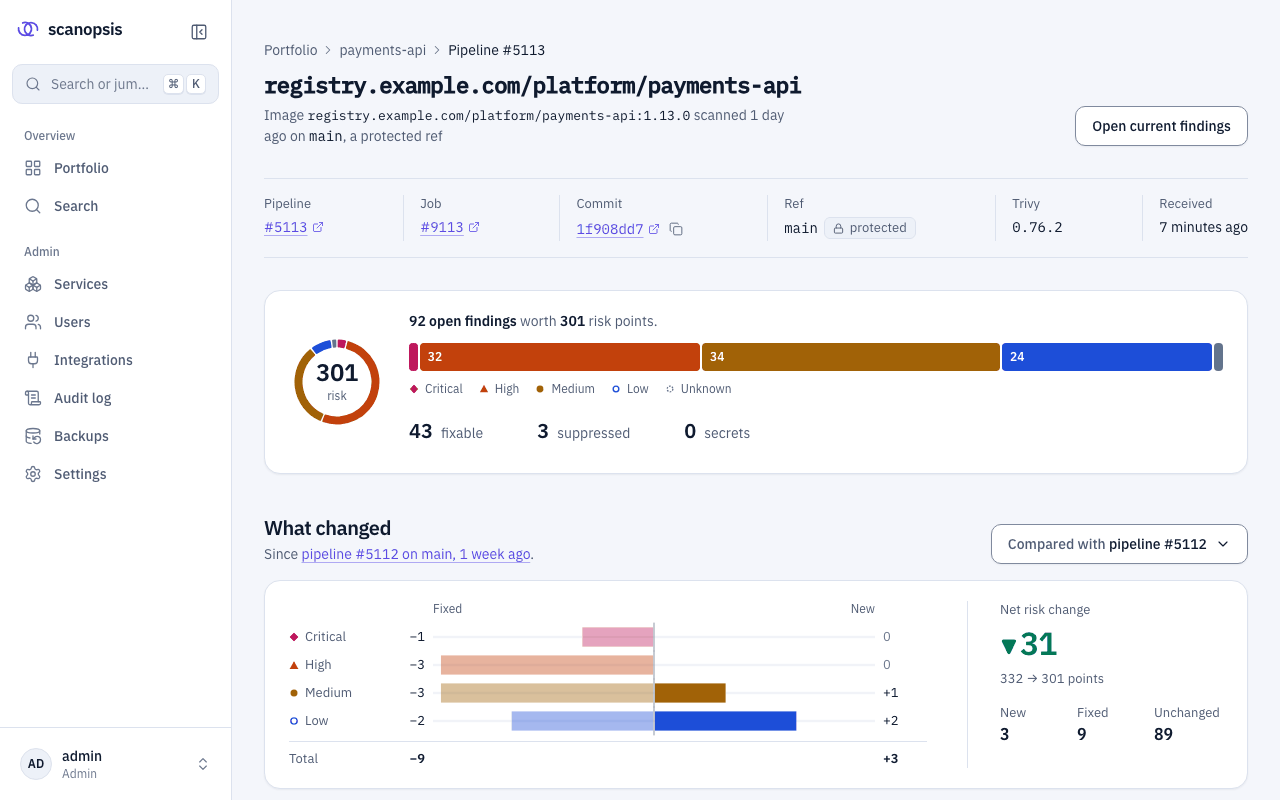 scanopsis
Search or jum... ⌘ K
Overview
Portfolio
Search
Admin
Services
Users
Integrations
Audit log
Backups
Settings
AD
admin
Admin
Portfolio > payments-api > Pipeline #5113
registry.example.com/platform/payments-api
Image registry.example.com/platform/payments-api:1.13.0 scanned 1 day
ago on main, a protected ref
Open current findings
Pipeline Job Commit Ref Trivy Received
#5113 #9113 1f908dd7 main protected 0.76.2 7 minutes ago
92 open findings worth 301 risk points.
301
risk
32 34 24
Critical High Medium Low Unknown
43 fixable 3 suppressed 0 secrets
What changed
Since pipeline #5112 on main, 1 week ago.
Compared with pipeline #5112
Fixed New
Critical −1 0
High −3 0
Medium −3 +1
Low −2 +2
Total −9 +3
Net risk change
31
332 → 301 points
New Fixed Unchanged
3 9 89